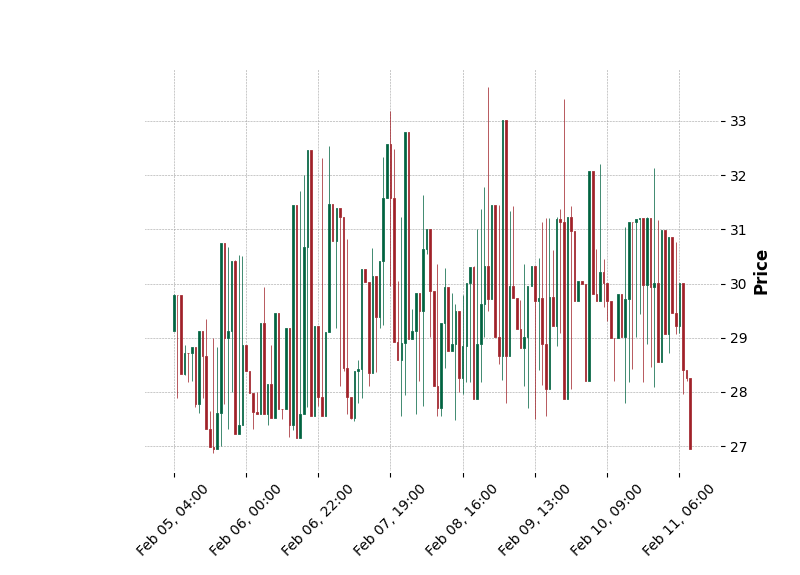 33
32
31
30
29
28
27
Price
Feb 05, 04:00
Feb 06, 00:00
Feb 06, 22:00
Feb 07, 19:00
Feb 08, 16:00
Feb 09, 13:00
Feb 10, 09:00
Feb 11, 06:00